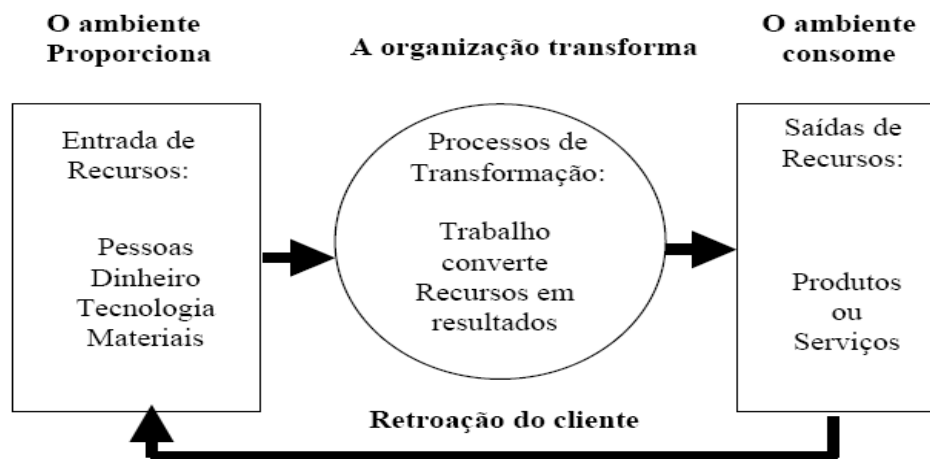 O ambiente
Proporciona
A organização transforma
O ambiente
consome
Entrada de
Recursos:
Pessoas
Dinheiro
Tecnologia
Materiais
Processos de
Transformação:
Trabalho
converte
Recursos em
resultados
Saídas de
Recursos:
Produtos
ou
Serviços
Retroação do cliente